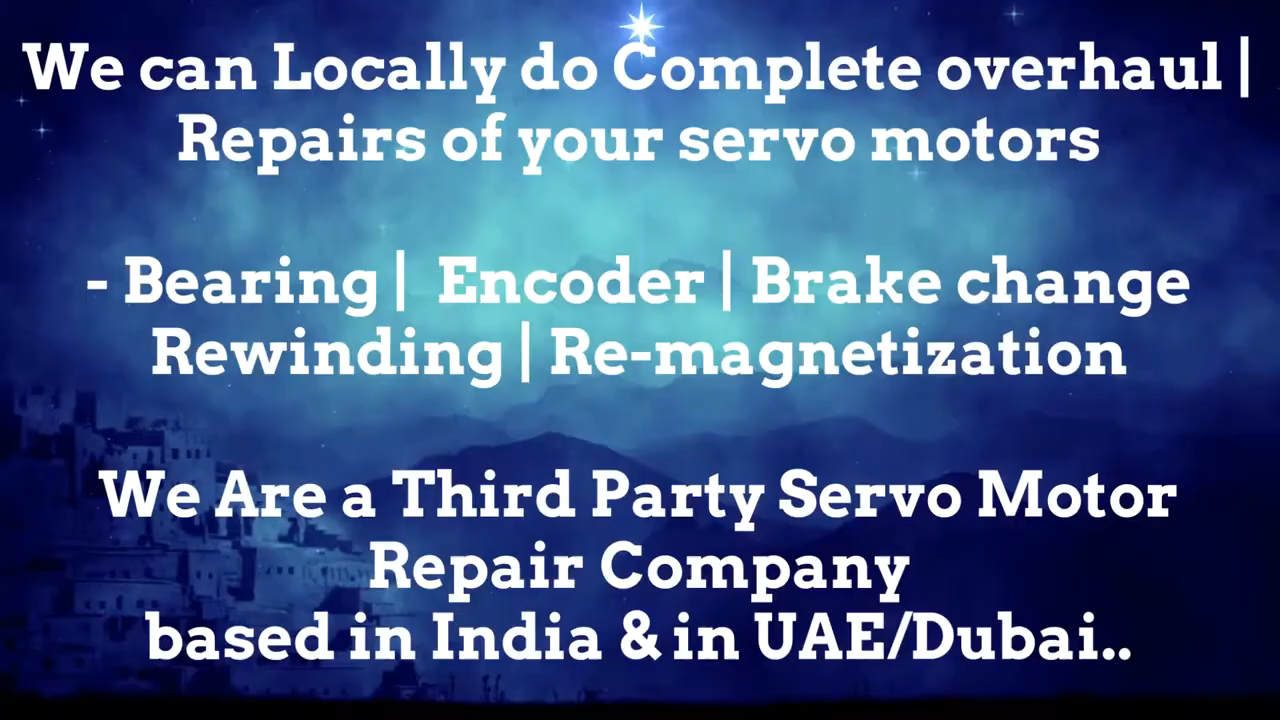 We can Locally do Complete overhaul |
Repairs of your servo motors
- Bearing | Encoder | Brake change
Rewinding | Re-magnetization
We Are a Third Party Servo Motor
Repair Company
based in India & in UAE/Dubai..